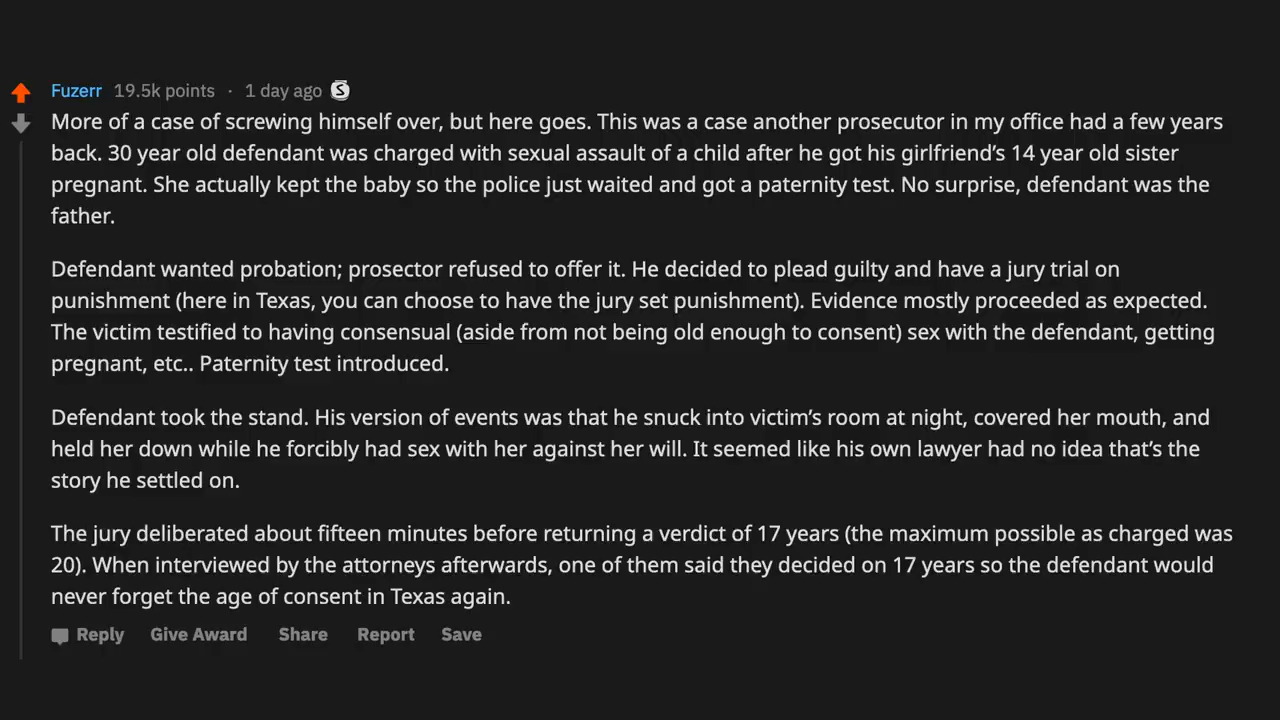 Fuzerr 19.5k points · 1 day ago S
More of a case of screwing himself over, but here goes. This was a case another prosecutor in my office had a few years
back. 30 year old defendant was charged with sexual assault of a child after he got his girlfriend’s 14 year old sister
pregnant. She actually kept the baby so the police just waited and got a paternity test. No surprise, defendant was the
father.
Defendant wanted probation; prosector refused to offer it. He decided to plead guilty and have a jury trial on
punishment (here in Texas, you can choose to have the jury set punishment). Evidence mostly proceeded as expected.
The victim testified to having consensual (aside from not being old enough to consent) sex with the defendant, getting
pregnant, etc.. Paternity test introduced.
Defendant took the stand. His version of events was that he snuck into victim’s room at night, covered her mouth, and
held her down while he forcibly had sex with her against her will. It seemed like his own lawyer had no idea that’s the
story he settled on.
The jury deliberated about fifteen minutes before returning a verdict of 17 years (the maximum possible as charged was
20). When interviewed by the attorneys afterwards, one of them said they decided on 17 years so the defendant would
never forget the age of consent in Texas again.
Reply Give Award Share Report Save